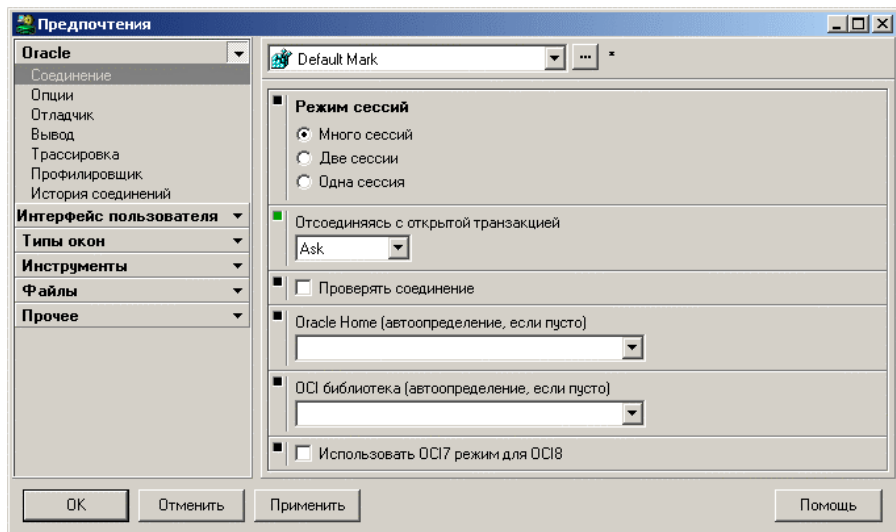 Предпочтения
Oracle
Соединение
Опции
Отладчик
Вывод
Трассировка
Профилировщик
История соединений
Интерфейс пользователя
Типы окон
Инструменты
Файлы
Прочее
Default Mark
Режим сессий
Много сессий
Две сессии
Одна сессия
Отсоединяясь с открытой транзакцией
Ask
Проверять соединение
Oracle Home (автоопределение, если пусто)
OCI библиотека (автоопределение, если пусто)
Использовать OCI7 режим для OCI8
OK
Отменить
Применить
Помощь